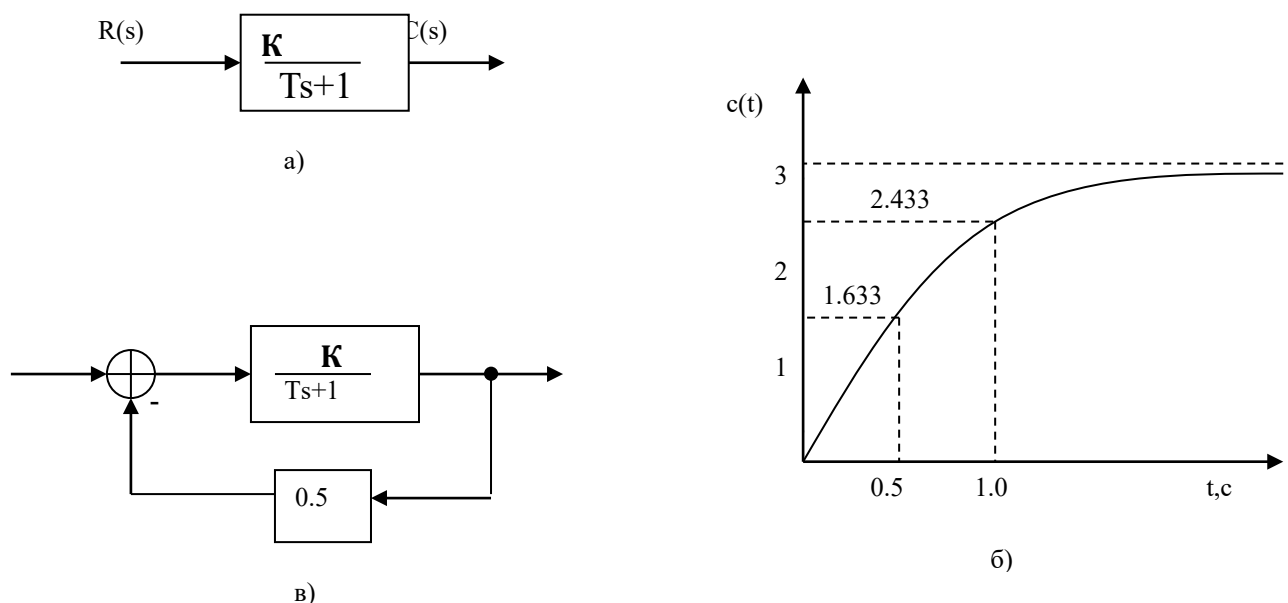 R(s)
C(s)
К
Ts+1
а)
c(t)
3
2.433
2
1.633
1
0.5
1.0
t,c
б)
К
Ts+1
-
0.5
в)